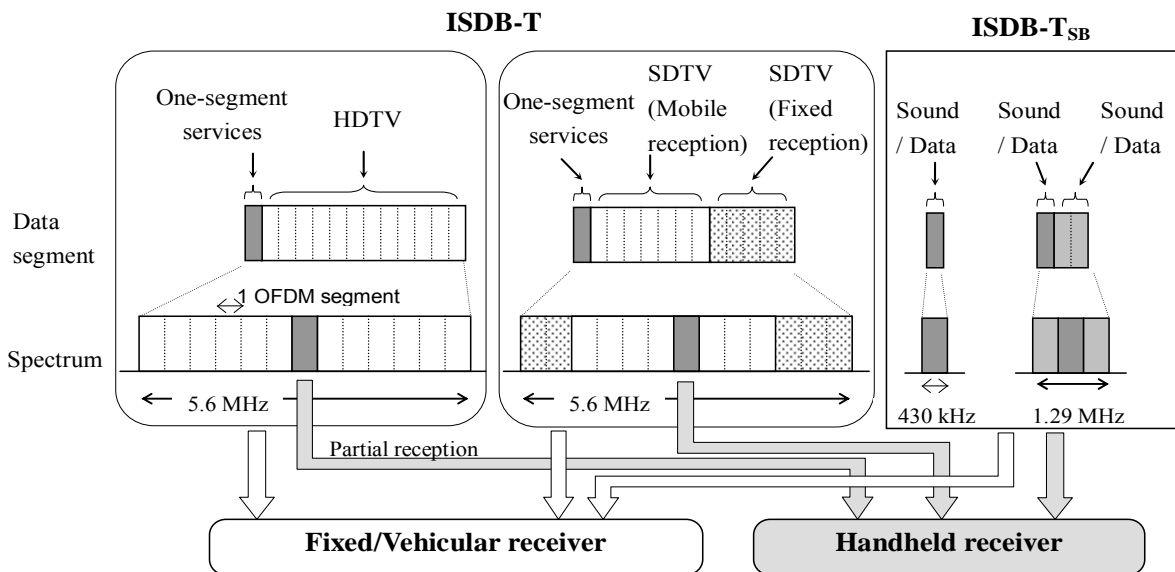 ISDB-T
ISDB-TSB
One-segment
services
HDTV
One-segment
services
SDTV
(Mobile
reception)
SDTV
(Fixed
reception)
Sound
/ Data
Sound
/ Data
Sound
/ Data
Data
segment
1 OFDM segment
Spectrum
5.6 MHz
5.6 MHz
430 kHz
1.29 MHz
Partial reception
Fixed/Vehicular receiver
Handheld receiver